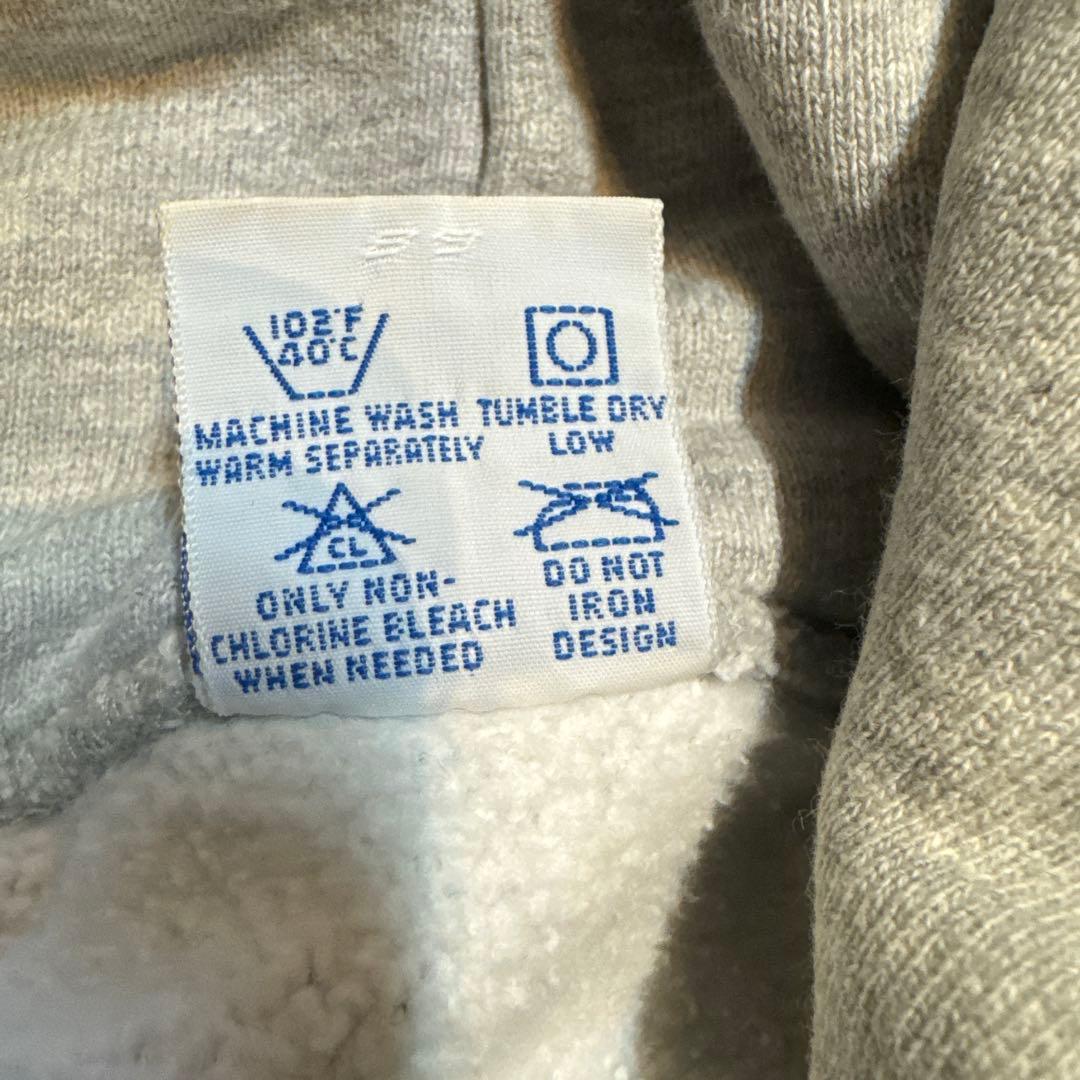 102°F
40°C
MACHINE WASH
WARM SEPARATELY
TUMBLE DRY
LOW
CL
ONLY NON-
CHLORINE BLEACH
WHEN NEEDED
DO NOT
IRON
DESIGN